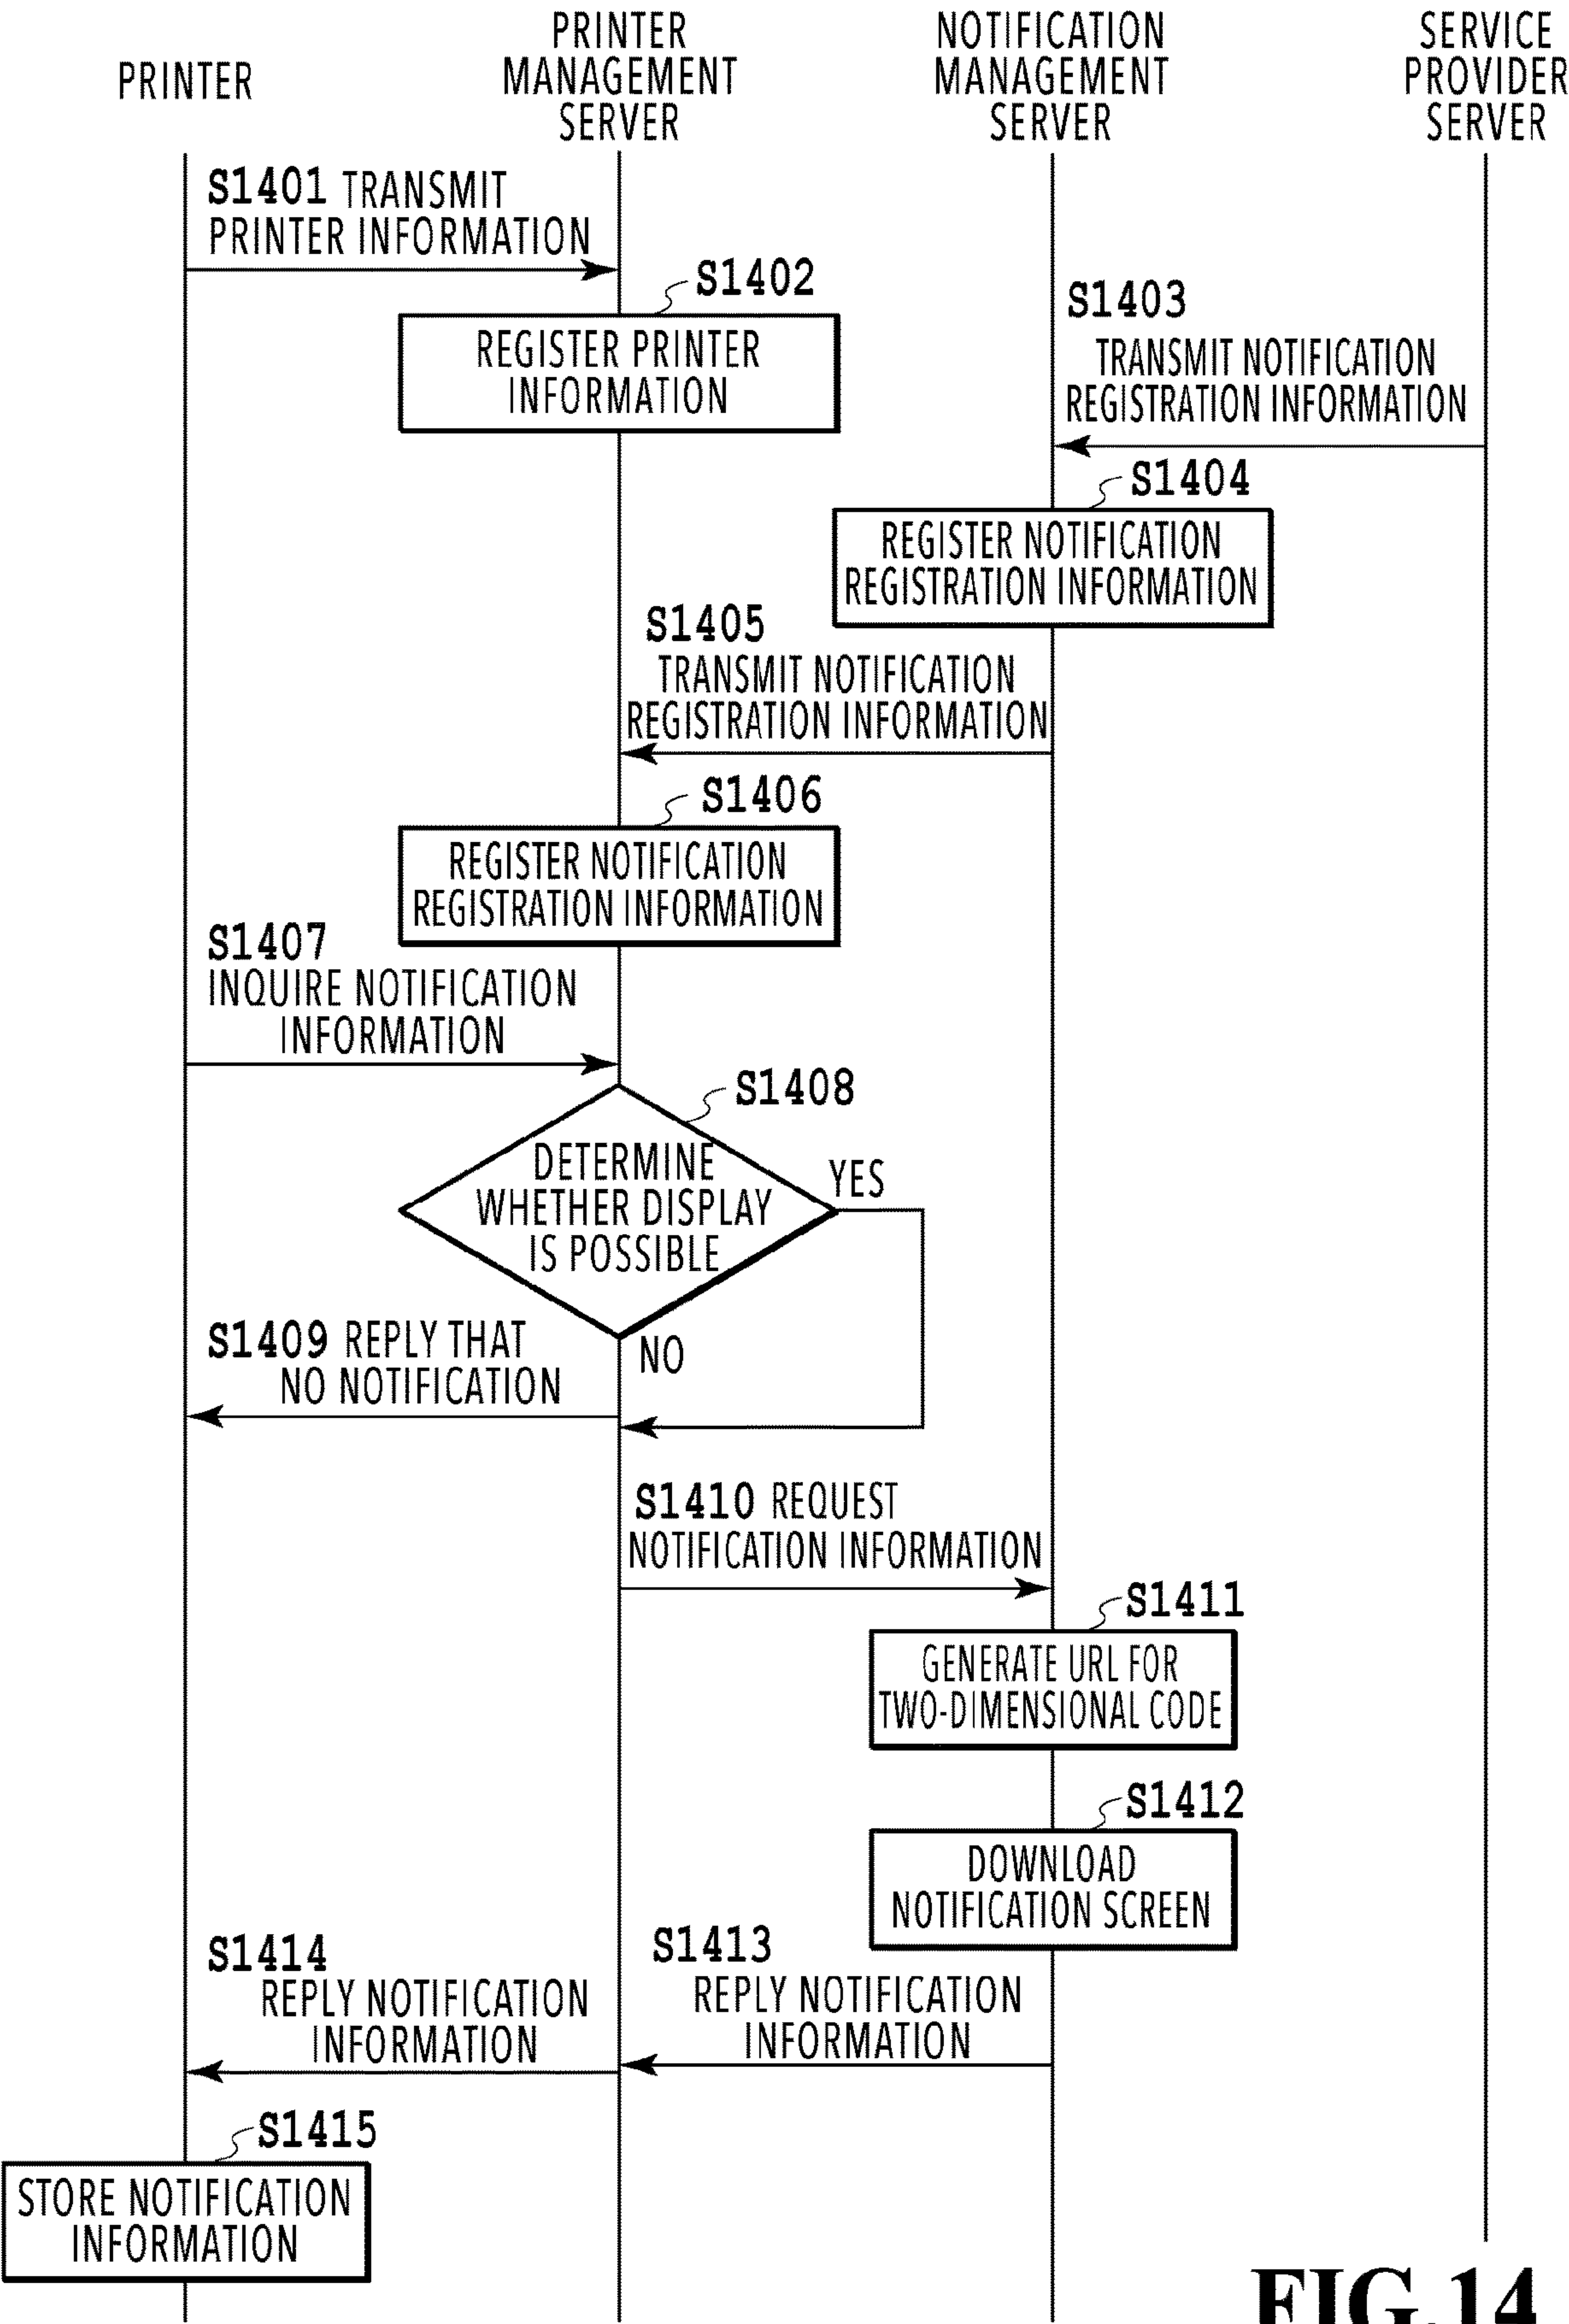 PRINTER
PRINTER
MANAGEMENT
SERVER
NOTIFICATION
MANAGEMENT
SERVER
SERVICE
PROVIDER
SERVER
S1401 TRANSMIT
PRINTER INFORMATION
S1402
REGISTER PRINTER
INFORMATION
S1403
TRANSMIT NOTIFICATION
REGISTRATION INFORMATION
S1404
REGISTER NOTIFICATION
REGISTRATION INFORMATION
S1405
TRANSMIT NOTIFICATION
REGISTRATION INFORMATION
S1406
REGISTER NOTIFICATION
REGISTRATION INFORMATION
S1407
INQUIRE NOTIFICATION
INFORMATION
S1408
DETERMINE
WHETHER DISPLAY
IS POSSIBLE
YES
NO
S1409 REPLY THAT
NO NOTIFICATION
S1410 REQUEST
NOTIFICATION INFORMATION
S1411
GENERATE URL FOR
TWO-DIMENSIONAL CODE
S1412
DOWNLOAD
NOTIFICATION SCREEN
S1413
REPLY NOTIFICATION
INFORMATION
S1414
REPLY NOTIFICATION
INFORMATION
S1415
STORE NOTIFICATION
INFORMATION
FIG.14